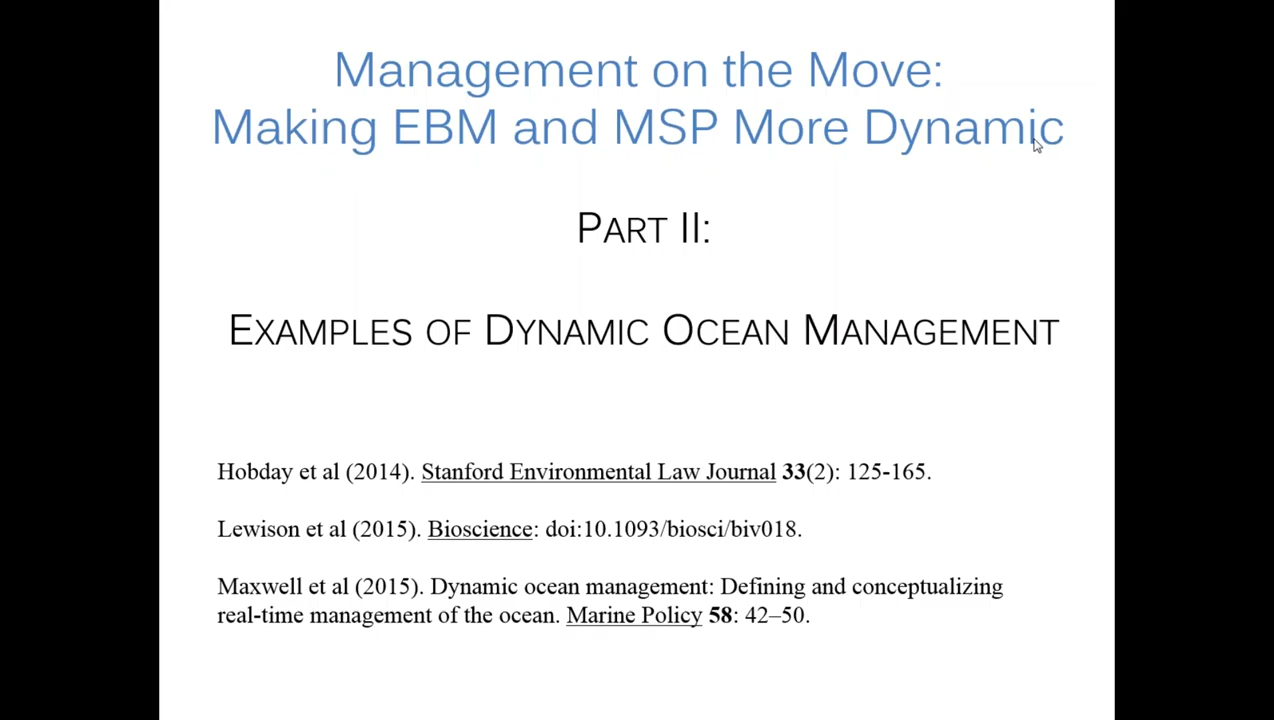 Management on the Move:
Making EBM and MSP More Dynamic
PART II:
EXAMPLES OF DYNAMIC OCEAN MANAGEMENT
Hobday et al (2014). Stanford Environmental Law Journal 33(2): 125-165.
Lewison et al (2015). Bioscience: doi:10.1093/biosci/biv018.
Maxwell et al (2015). Dynamic ocean management: Defining and conceptualizing
real-time management of the ocean. Marine Policy 58: 42–50.